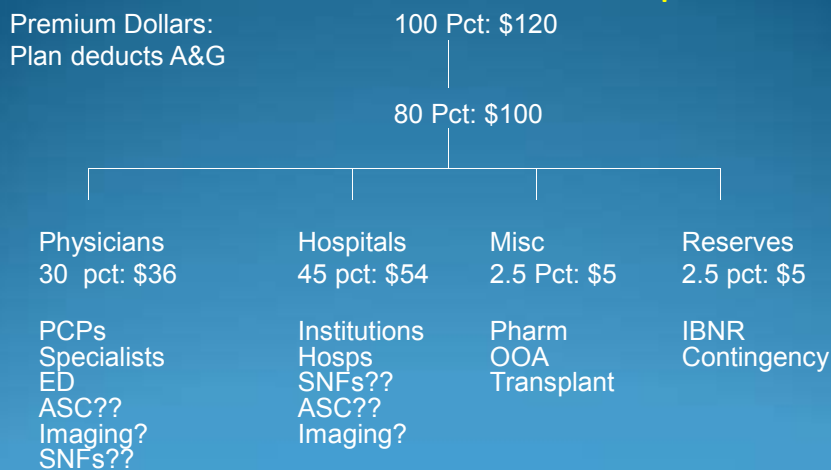 Premium Dollars:
100 Pct: $120
Plan deducts A&G
80 Pct: $100
Physicians
30 pct: $36
PCPs
Specialists
ED
ASC??
Imaging?
SNFs??
Hospitals
45 pct: $54
Institutions
Hosps
SNFs??
ASC??
Imaging?
Misc
2.5 Pct: $5
Pharm
OOA
Transplant
Reserves
2.5 pct: $5
IBNR
Contingency